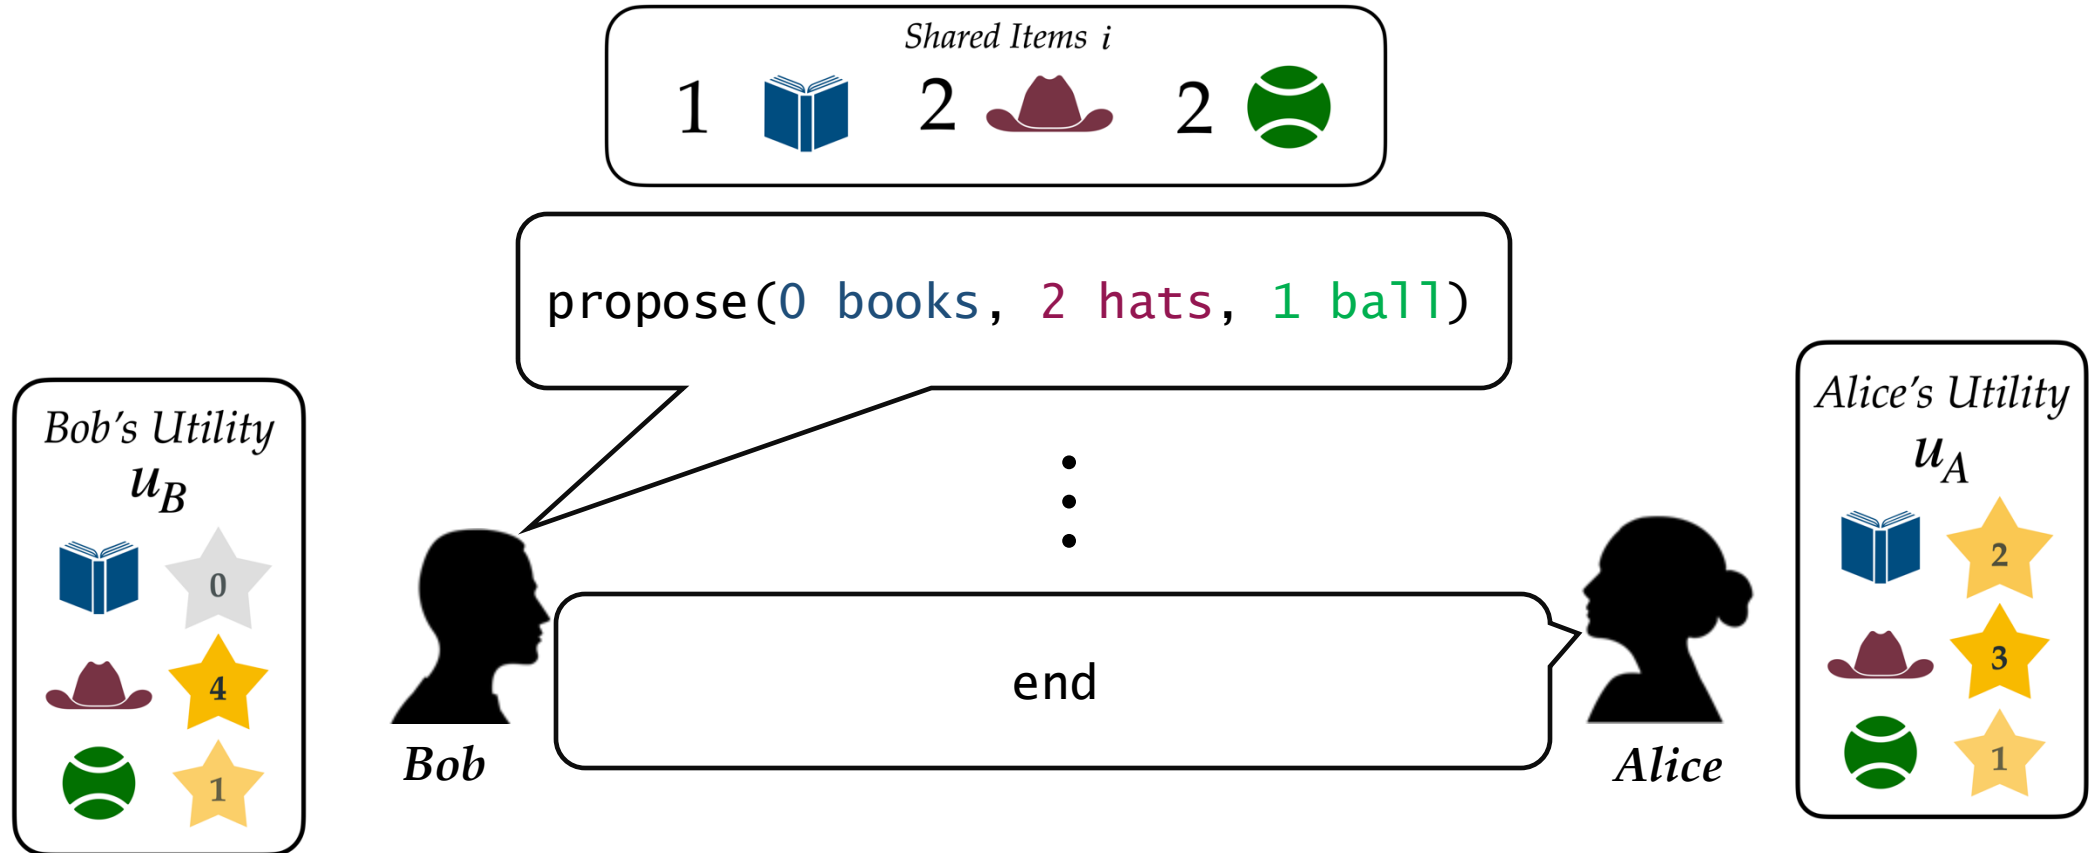 Shared Items i
1 2 2
propose(0 books, 2 hats, 1 ball)
Bob's Utility
u_B
0
4
1
Bob
end
Alice
Alice's Utility
u_A
2
3
1